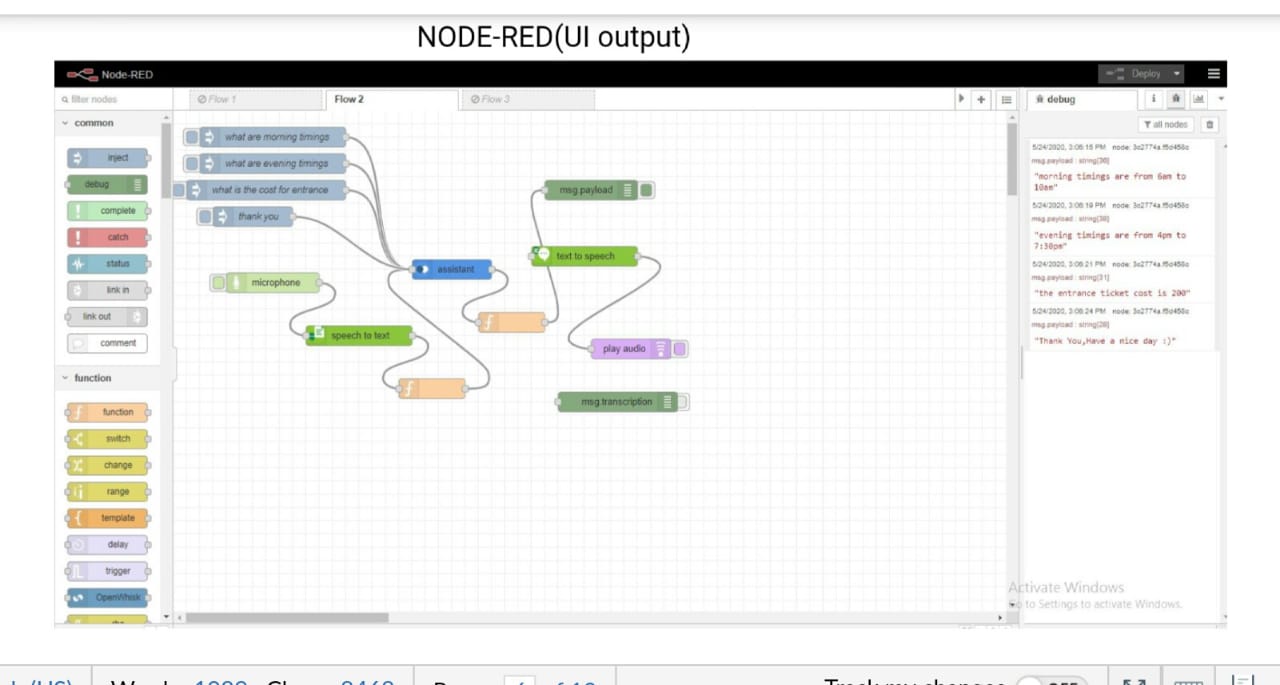 NODE-RED(UI output)
Node-RED
Deploy
filter nodes
Flow 1
Flow 2
Flow 3
debug
i
all nodes
common
inject
debug
complete
catch
status
link in
link out
comment
function
function
switch
change
range
template
delay
trigger
OpenWhisk
what are morning timings
what are evening timings
what is the cost for entrance
thank you
microphone
speech to text
assistant
f
f
msg.payload
text to speech
play audio
msg.transcription
5/24/2020, 3:06:16 PM node: 3c2774a.f5d458c
msg.payload : string[36]
"morning timings are from 6am to
10am"
5/24/2020, 3:06:19 PM node: 3c2774a.f5d458c
msg.payload : string[38]
"evening timings are from 4pm to
7:30pm"
5/24/2020, 3:06:21 PM node: 3c2774a.f5d458c
msg.payload : string[31]
"the entrance ticket cost is 200"
5/24/2020, 3:06:24 PM node: 3c2774a.f5d458c
msg.payload : string[28]
"Thank You,Have a nice day :)"
Activate Windows
Go to Settings to activate Windows.
Track my changes